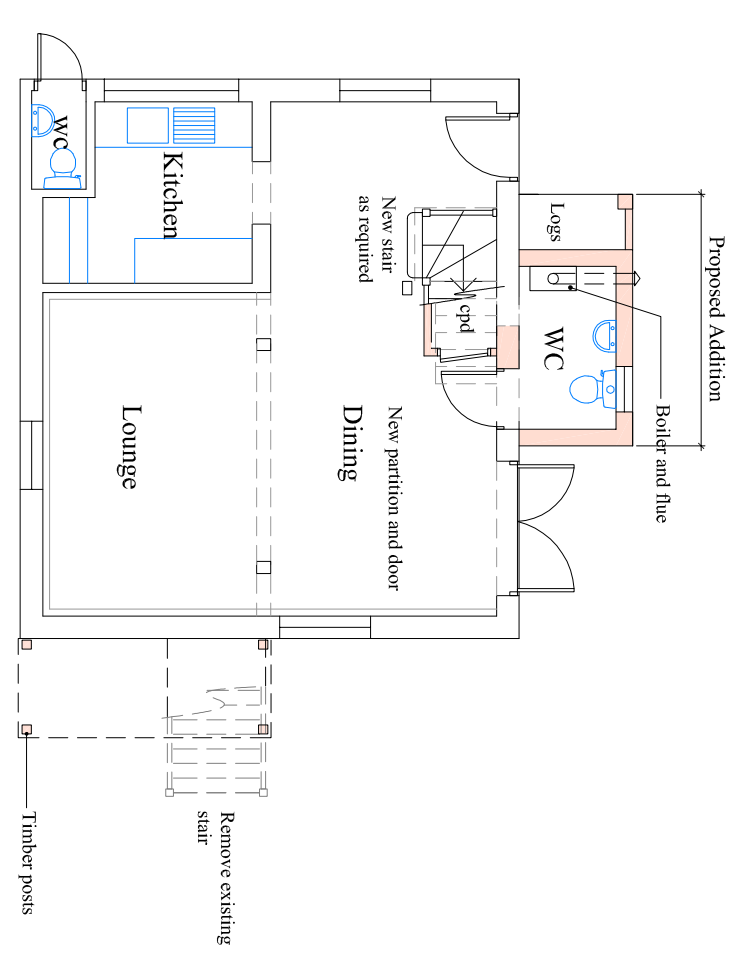 Proposed Addition
Logs
Boiler and flue
WC
cpd
New stair
as required
New partition and door
Dining
Kitchen
wc
Lounge
Remove existing
stair
Timber posts